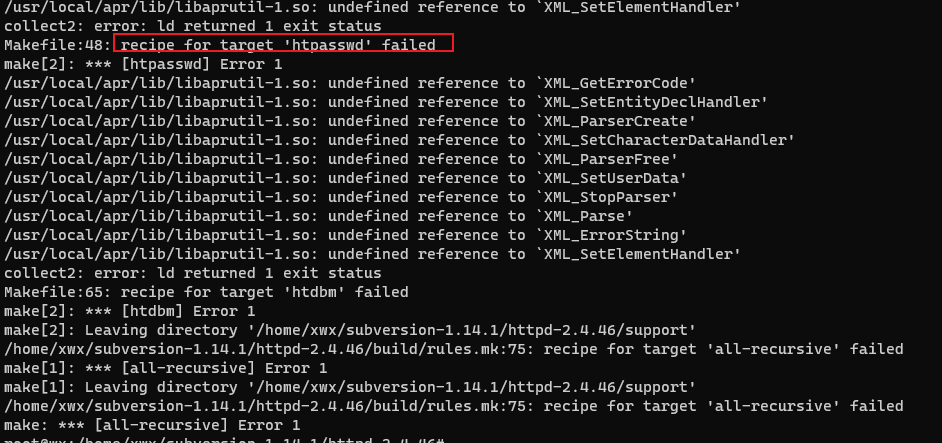 /usr/local/apr/lib/libaprutil-1.so: undefined reference to `XML_SetElementHandler'
collect2: error: ld returned 1 exit status
Makefile:48: recipe for target 'htpasswd' failed
make[2]: *** [htpasswd] Error 1
/usr/local/apr/lib/libaprutil-1.so: undefined reference to `XML_GetErrorCode'
/usr/local/apr/lib/libaprutil-1.so: undefined reference to `XML_SetEntityDeclHandler'
/usr/local/apr/lib/libaprutil-1.so: undefined reference to `XML_ParserCreate'
/usr/local/apr/lib/libaprutil-1.so: undefined reference to `XML_SetCharacterDataHandler'
/usr/local/apr/lib/libaprutil-1.so: undefined reference to `XML_ParserFree'
/usr/local/apr/lib/libaprutil-1.so: undefined reference to `XML_SetUserData'
/usr/local/apr/lib/libaprutil-1.so: undefined reference to `XML_StopParser'
/usr/local/apr/lib/libaprutil-1.so: undefined reference to `XML_Parse'
/usr/local/apr/lib/libaprutil-1.so: undefined reference to `XML_ErrorString'
/usr/local/apr/lib/libaprutil-1.so: undefined reference to `XML_SetElementHandler'
collect2: error: ld returned 1 exit status
Makefile:65: recipe for target 'htdbm' failed
make[2]: *** [htdbm] Error 1
make[2]: Leaving directory '/home/xwx/subversion-1.14.1/httpd-2.4.46/support'
/home/xwx/subversion-1.14.1/httpd-2.4.46/build/rules.mk:75: recipe for target 'all-recursive' failed
make[1]: *** [all-recursive] Error 1
make[1]: Leaving directory '/home/xwx/subversion-1.14.1/httpd-2.4.46/support'
/home/xwx/subversion-1.14.1/httpd-2.4.46/build/rules.mk:75: recipe for target 'all-recursive' failed
make: *** [all-recursive] Error 1
root@wx:/home/xwx/subversion-1.14.1/httpd-2.4.46#